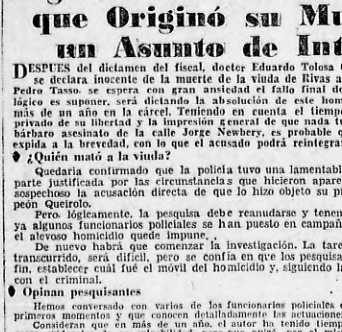 que Originó su Mu
un Asunto de Int
DESPUES del dictamen del fiscal, doctor Eduardo Tolosa
se declara inocente de la muerte de la viuda de Rivas a
Pedro Tasso, se espera con gran ansiedad el fallo final de
lógico es suponer, será dictando la absolución de este hom
más de un año en la cárcel. Teniendo en cuenta el tiempo
privado de su libertad y la impresión general de que nada tu
bárbaro asesinato de la calle Jorge Newbery, es probable q
expida a la brevedad, con lo que el acusado podrá reintegrar
¿Quién mató a la viuda?
Quedaría confirmado que la policía tuvo una lamentabl
parte justificada por las circunstancias que hicieron apare
sospechoso la acusación directa de que lo hizo objeto su p
peón Queirolo.
Pero, lógicamente, la pesquisa debe reanudarse y tenem
ya algunos funcionarios policiales se han puesto en campañ
el alevoso homicidio quede impune.
De nuevo habrá que comenzar la investigación. La tare
transcurrido, será difícil, pero se confía en que los pesquisa
fin, establecer cuál fué el móvil del homicidio y, siguiendo l
con el criminal.
Opinan pesquisantes
Hemos conversado con varios de los funcionarios policiales
primeros momentos y que conocen detalladamente las actuaciones
Consideran que en más de un año, el autor ha tenido tiempo